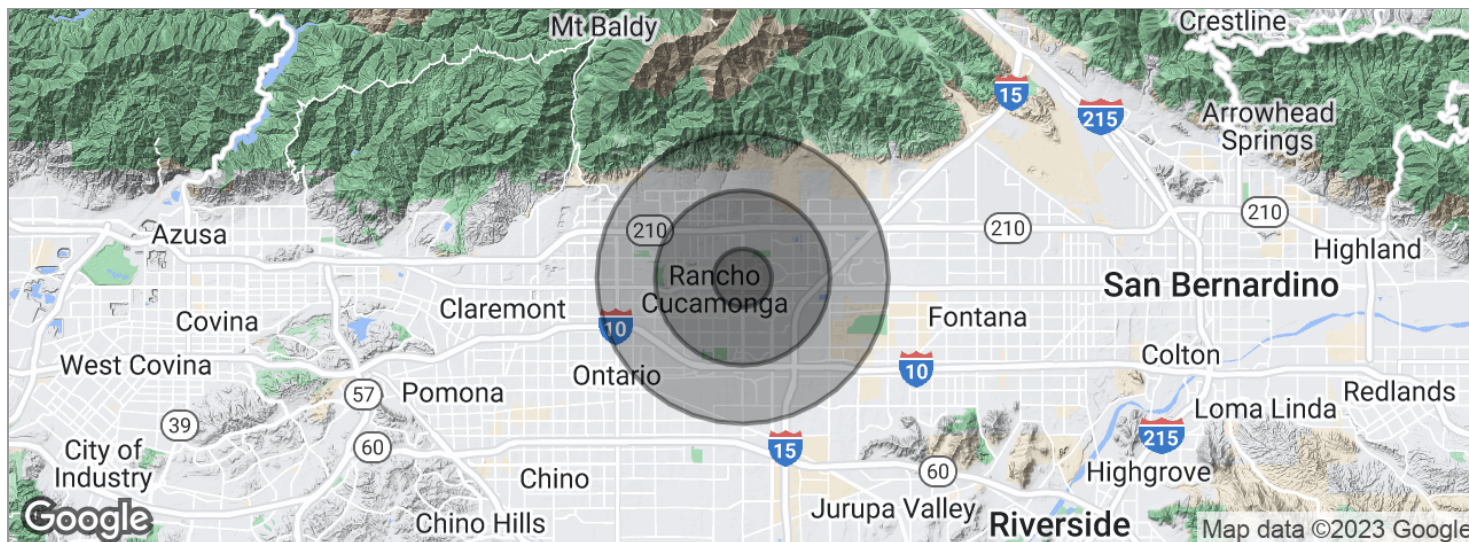 Mt Baldy
Crestline
15
215
Arrowhead
Springs
Azusa
210
210
210
Highland
Rancho
Cucamonga
San Bernardino
Claremont
Covina
10
Fontana
West Covina
Colton
Ontario
10
Pomona
57
Redlands
Loma Linda
39
City of
Industry
60
15
215
60
Highgrove
Chino
Jurupa Valley
Google
Chino Hills
Riverside
Map data ©2023 Google